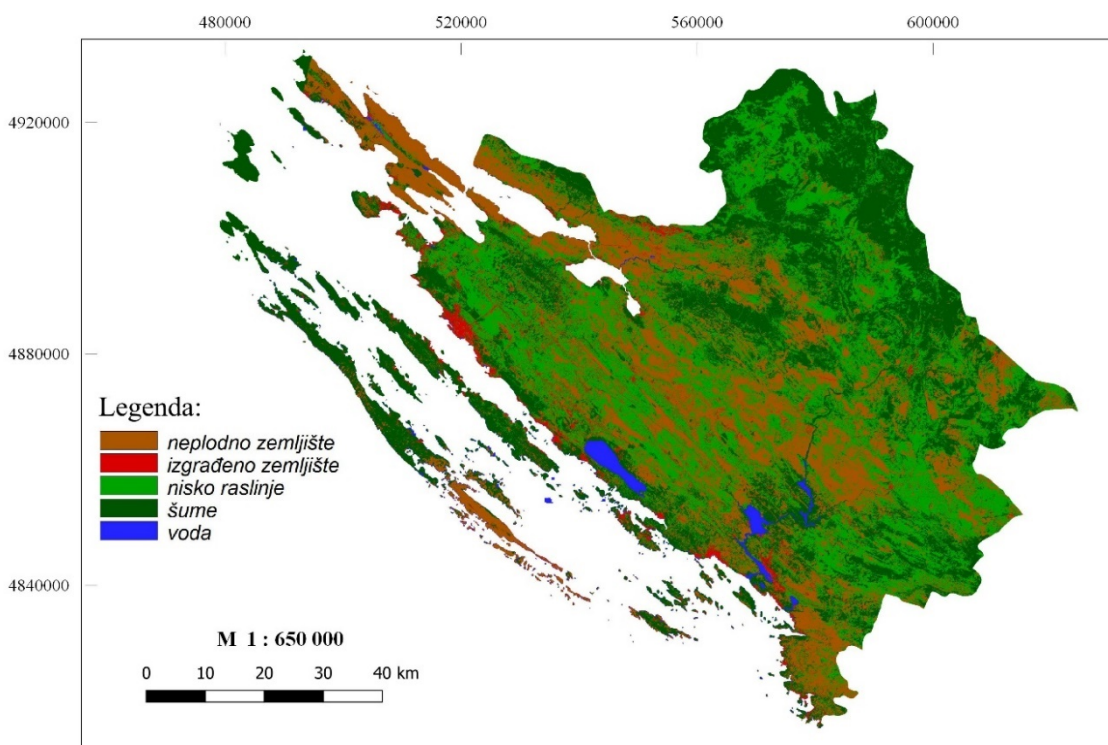 480000 520000 560000 600000
4920000
4880000
4840000
Legenda:
neplodno zemljište
izgrađeno zemljište
nisko raslinje
šume
voda
M 1 : 650 000
0 10 20 30 40 km